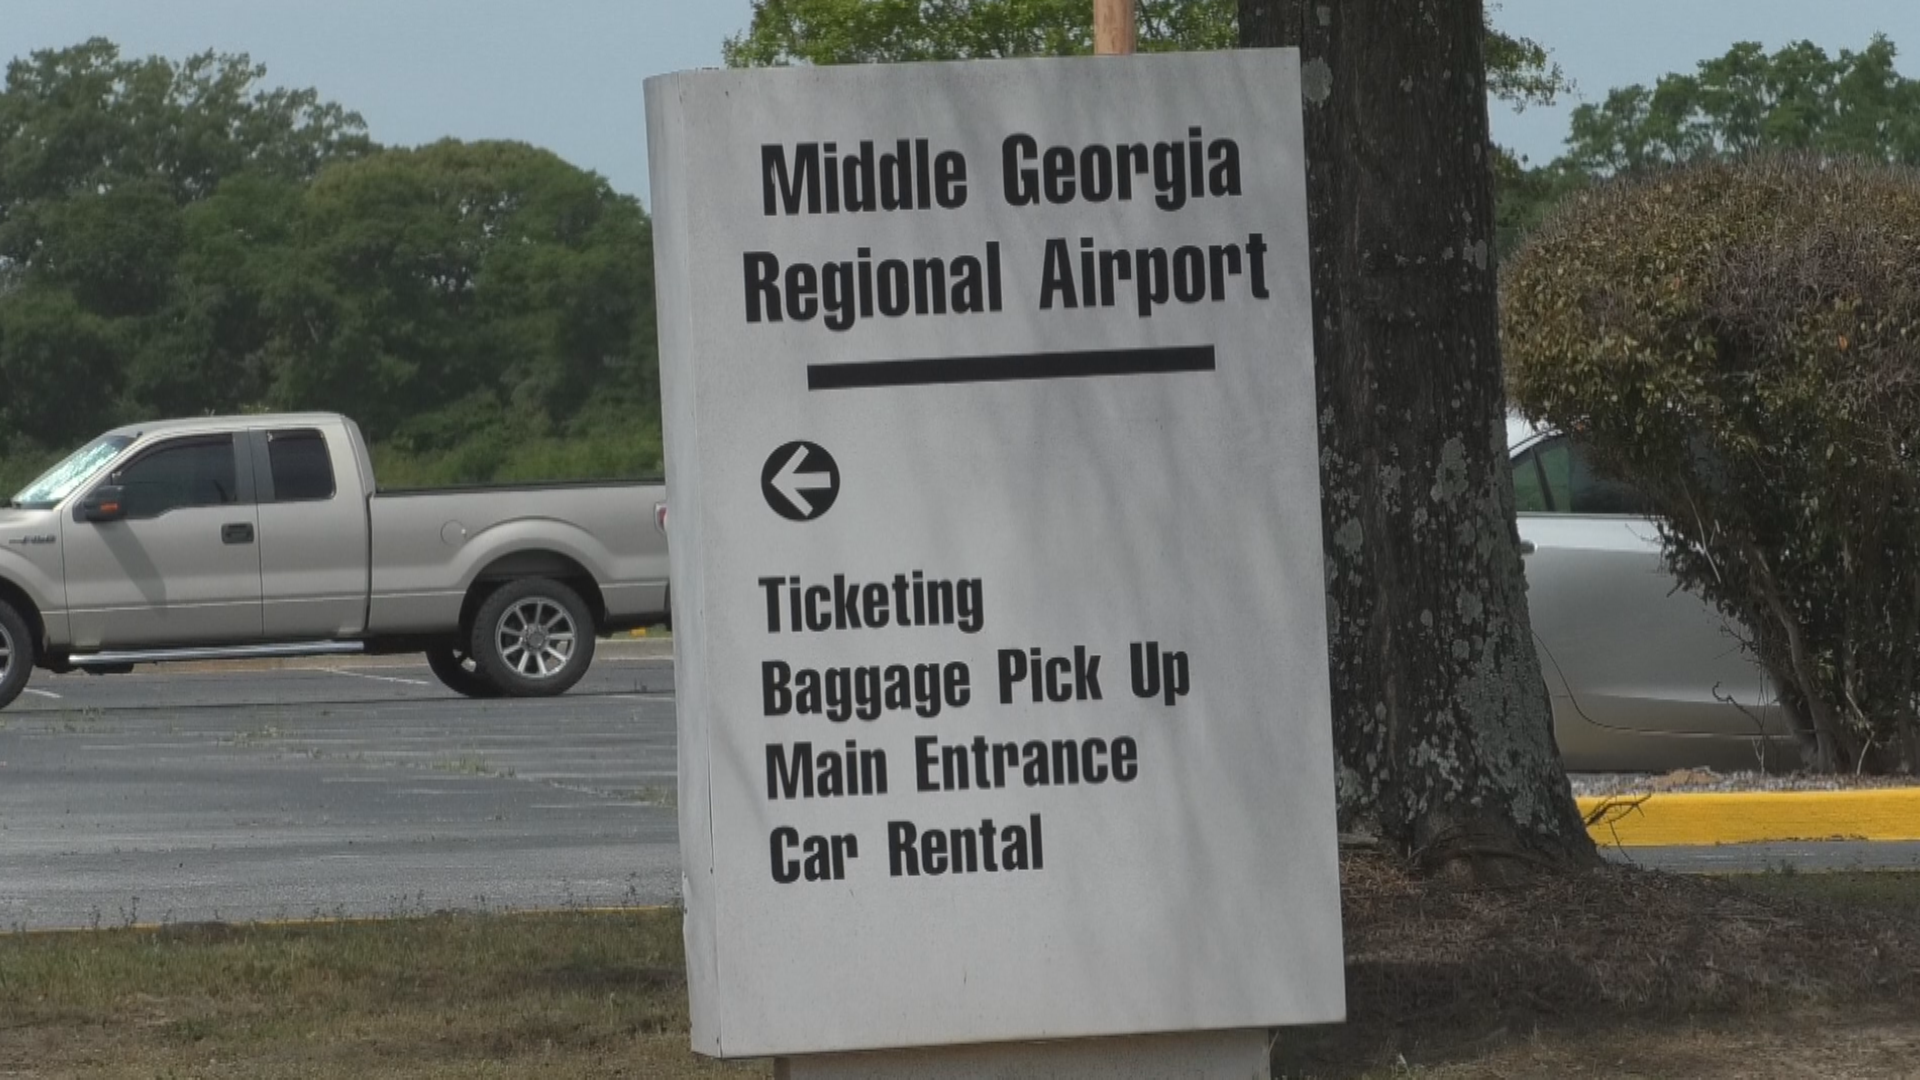 Middle Georgia
Regional Airport
Ticketing
Baggage Pick Up
Main Entrance
Car Rental